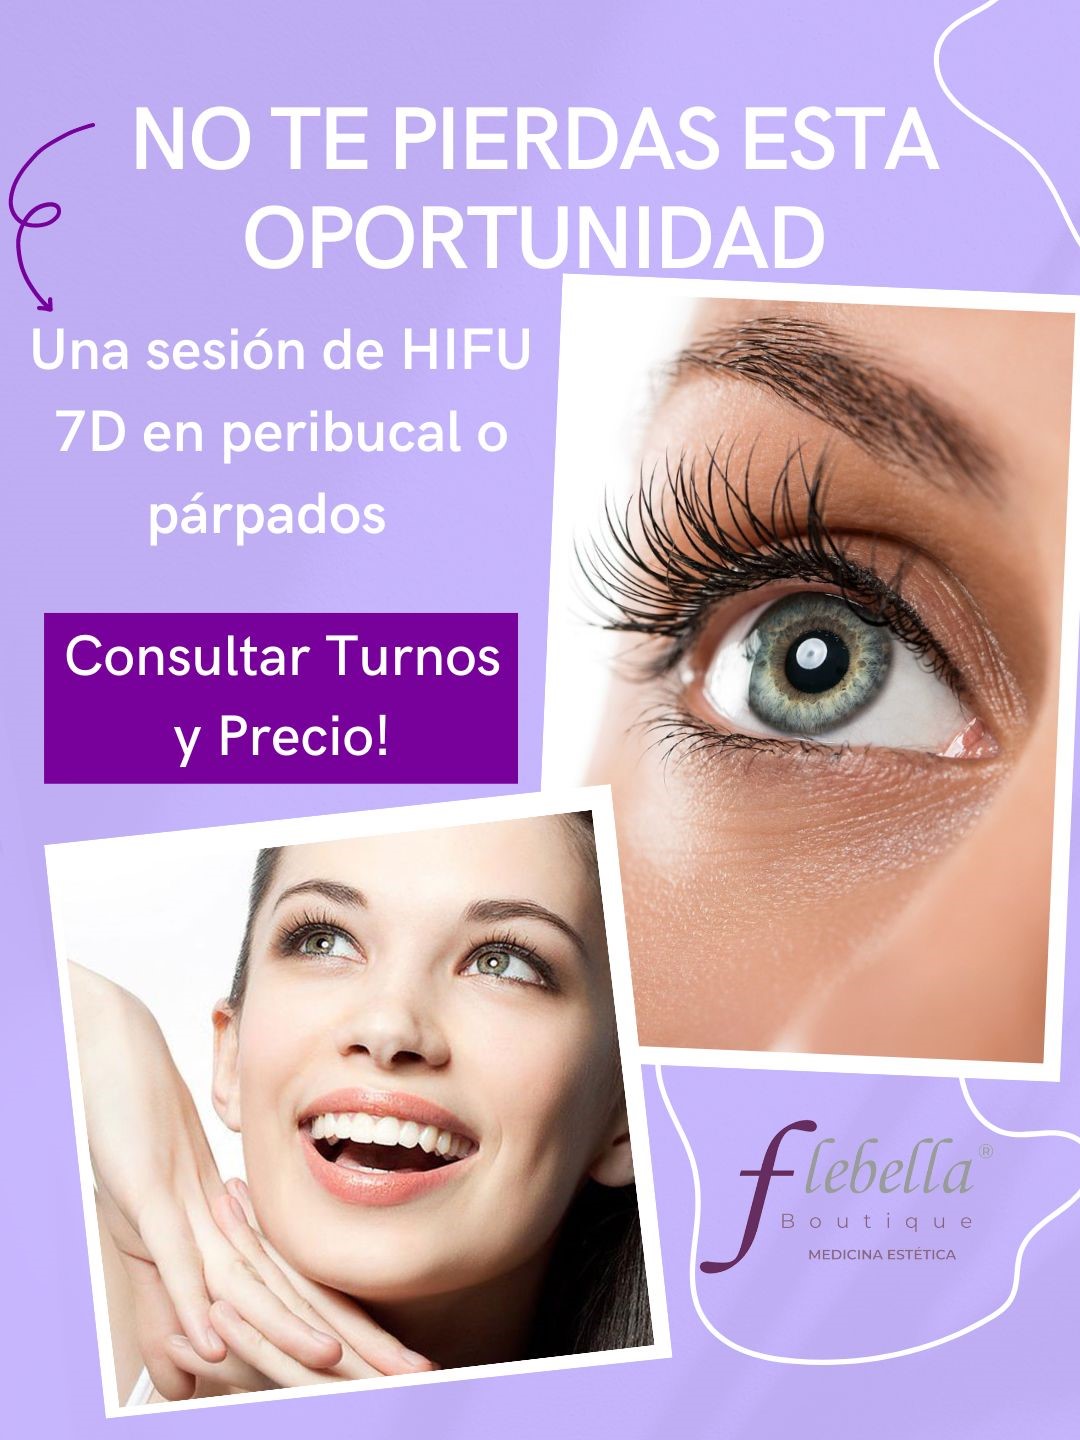 NO TE PIERDAS ESTA
OPORTUNIDAD
Una sesión de HIFU
7D en peribucal o
párpados
Consultar Turnos
y Precio!
flebella®
Boutique
MEDICINA ESTÉTICA